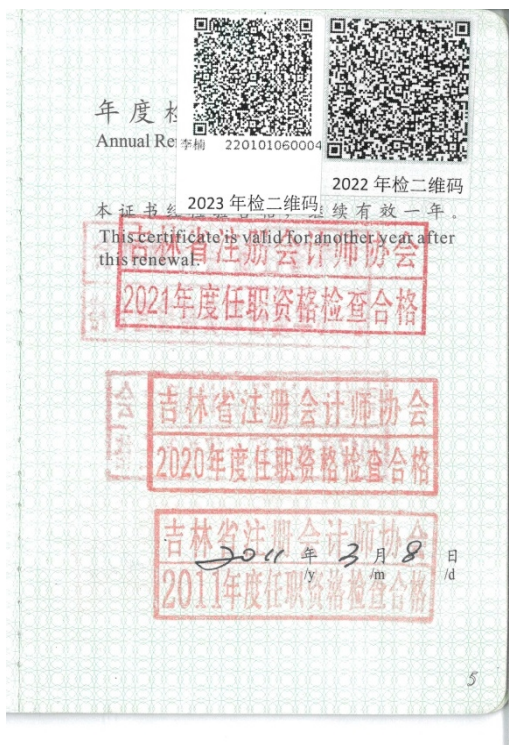 年度检
Annual Re
李楠 220101060004
2023 年检二维码
2022 年检二维码
本证书经检验合格，继续有效一年。
This certificate is valid for another year after
this renewal.
吉林省注册会计师协会
2021年度任职资格检查合格
吉林省注册会计师协会
2020年度任职资格检查合格
吉林省注册会计师协会
2011年度任职资格检查合格
2011 年 3 月 8 日
/y /m /d
5